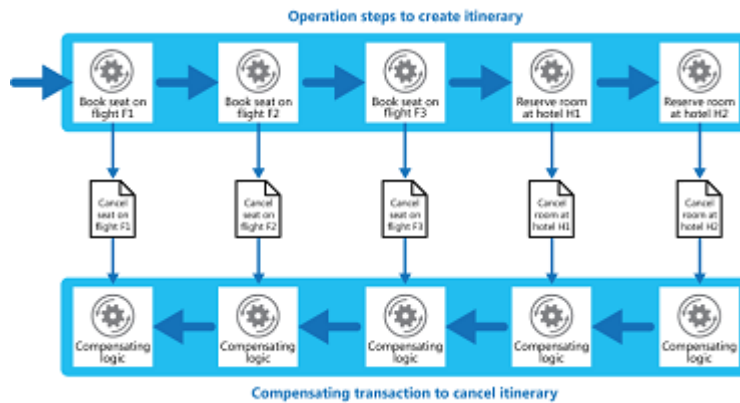 Operation steps to create itinerary
Book seat on
flight F1
Book seat on
flight F2
Book seat on
flight F3
Reserve room
at hotel H1
Reserve room
at hotel H2
Cancel
seat on
flight F1
Cancel
seat on
flight F2
Cancel
seat on
flight F3
Cancel
room at
hotel H1
Cancel
room at
hotel H2
Compensating
logic
Compensating
logic
Compensating
logic
Compensating
logic
Compensating
logic
Compensating transaction to cancel itinerary